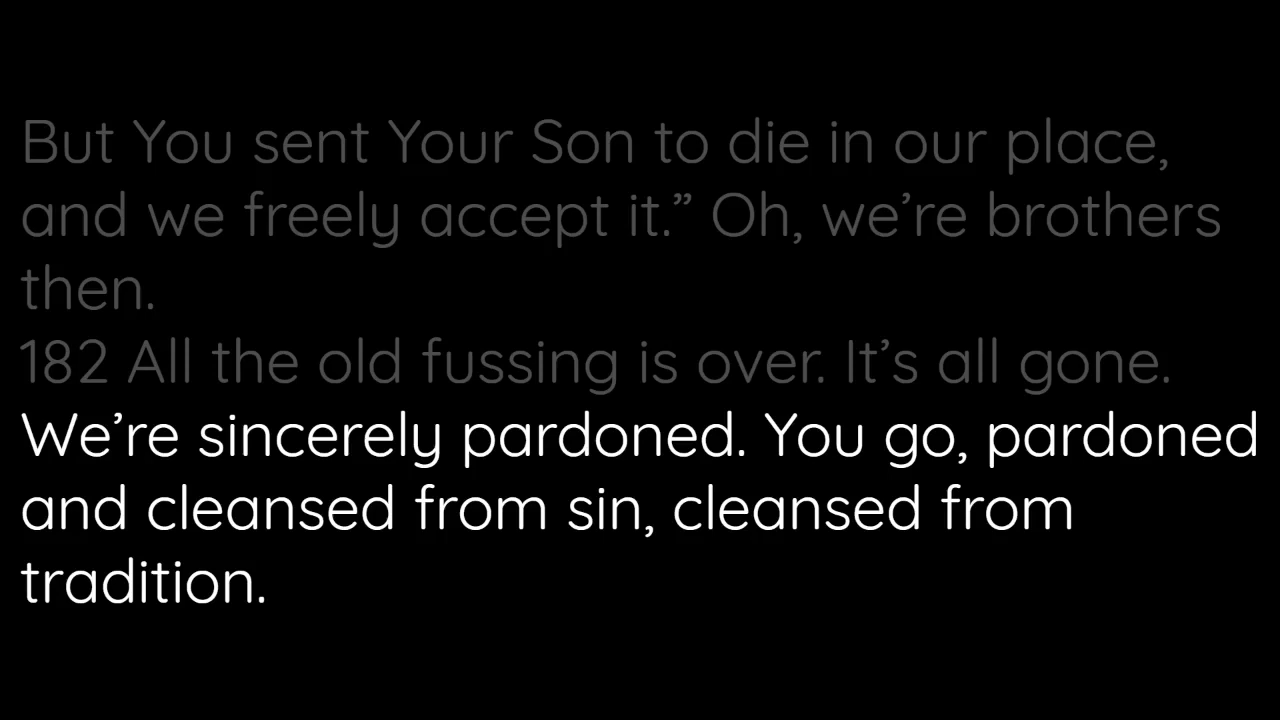 But You sent Your Son to die in our place,
and we freely accept it.” Oh, we’re brothers
then.
182 All the old fussing is over. It’s all gone.
We’re sincerely pardoned. You go, pardoned
and cleansed from sin, cleansed from
tradition.